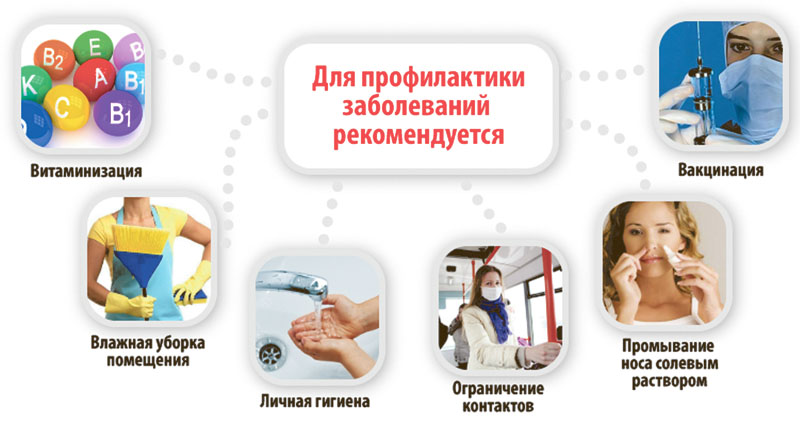 Для профилактики
заболеваний
рекомендуется
B2
E
B
K
A
B1
C
B1
Витаминизация
Вакцинация
Влажная уборка
помещения
Личная гигиена
Ограничение
контактов
Промывание
носа солевым
раствором